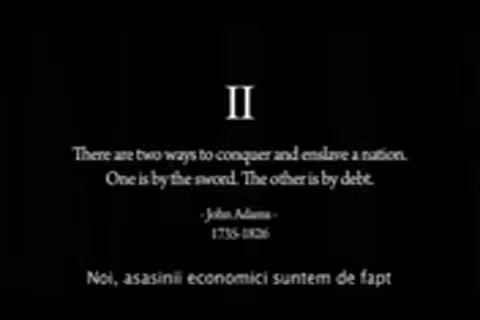 II
There are two ways to conquer and enslave a nation.
One is by the sword. The other is by debt.
- John Adams -
1735-1826
Noi, asasinii economici suntem de fapt